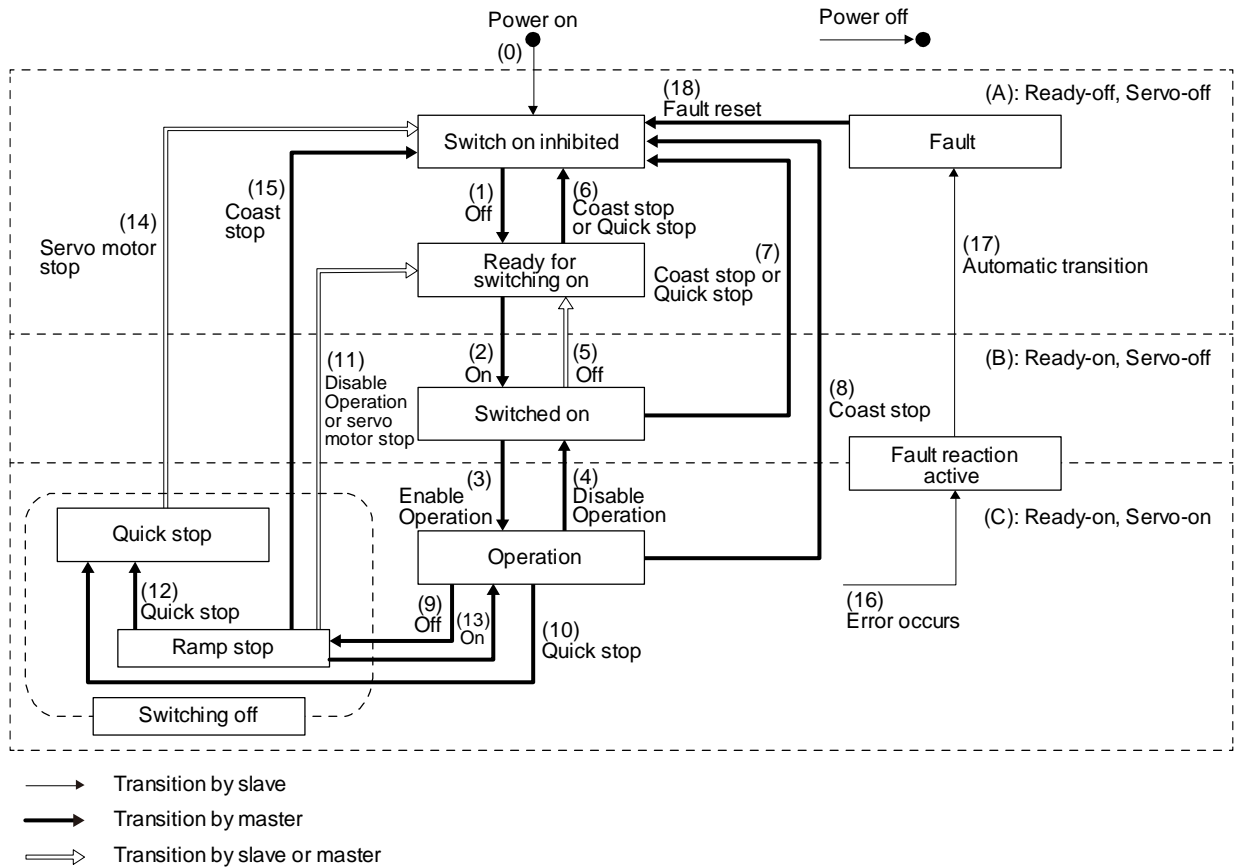 Power on
Power off
(0)
(A): Ready-off, Servo-off
(18)
Fault reset
Switch on inhibited
Fault
(14)
Servo motor
stop
(15)
Coast
stop
(1)
Off
(6)
Coast stop
or Quick stop
(7)
Coast stop or
Quick stop
(17)
Automatic transition
Ready for
switching on
(B): Ready-on, Servo-off
(11)
Disable
Operation
or servo
motor stop
(2)
On
(5)
Off
(8)
Coast stop
Switched on
Fault reaction
active
(C): Ready-on, Servo-on
(3)
Enable
Operation
(4)
Disable
Operation
Quick stop
Operation
(12)
Quick stop
(9)
Off
(13)
On
(10)
Quick stop
(16)
Error occurs
Ramp stop
Switching off
Transition by slave
Transition by master
Transition by slave or master